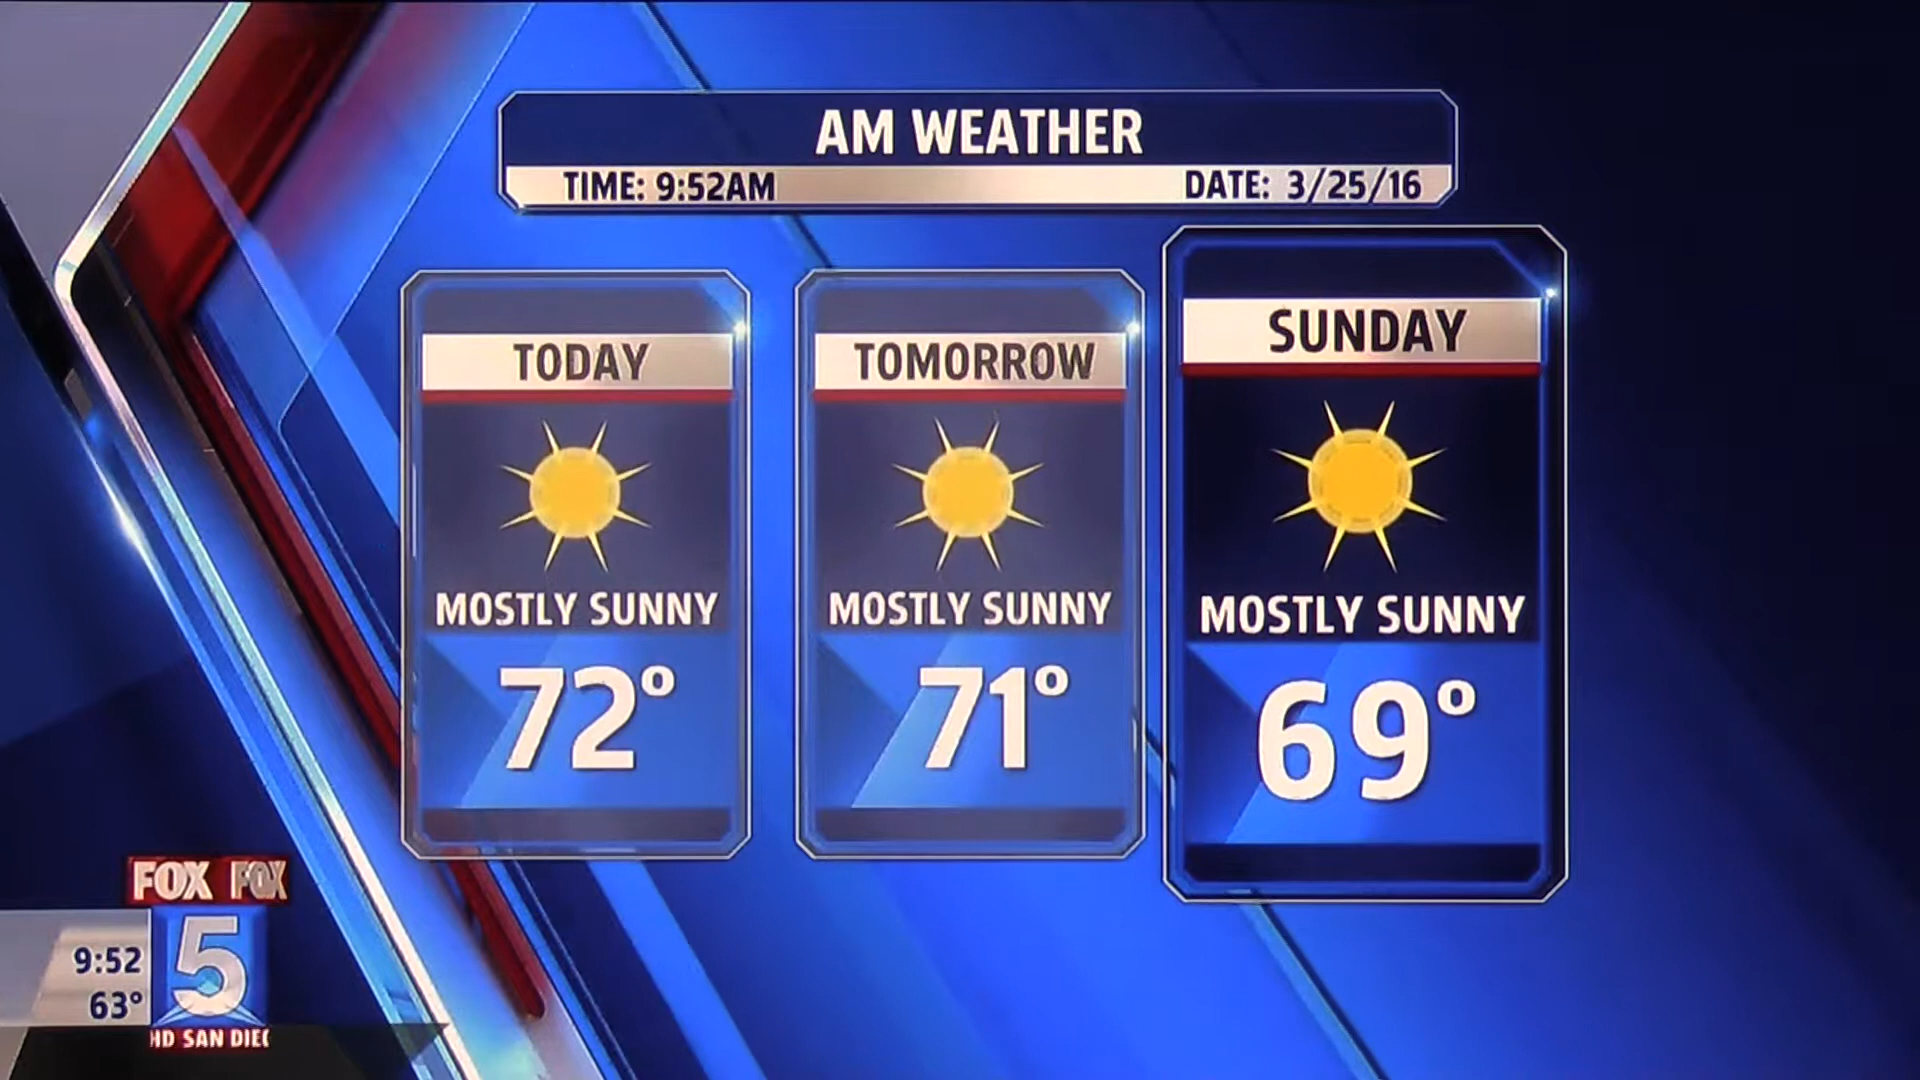 AM WEATHER
TIME: 9:52AM DATE: 3/25/16
TODAY
MOSTLY SUNNY
72°
TOMORROW
MOSTLY SUNNY
71°
SUNDAY
MOSTLY SUNNY
69°
FOX FOX
5
9:52
63°
HD SAN DIEG